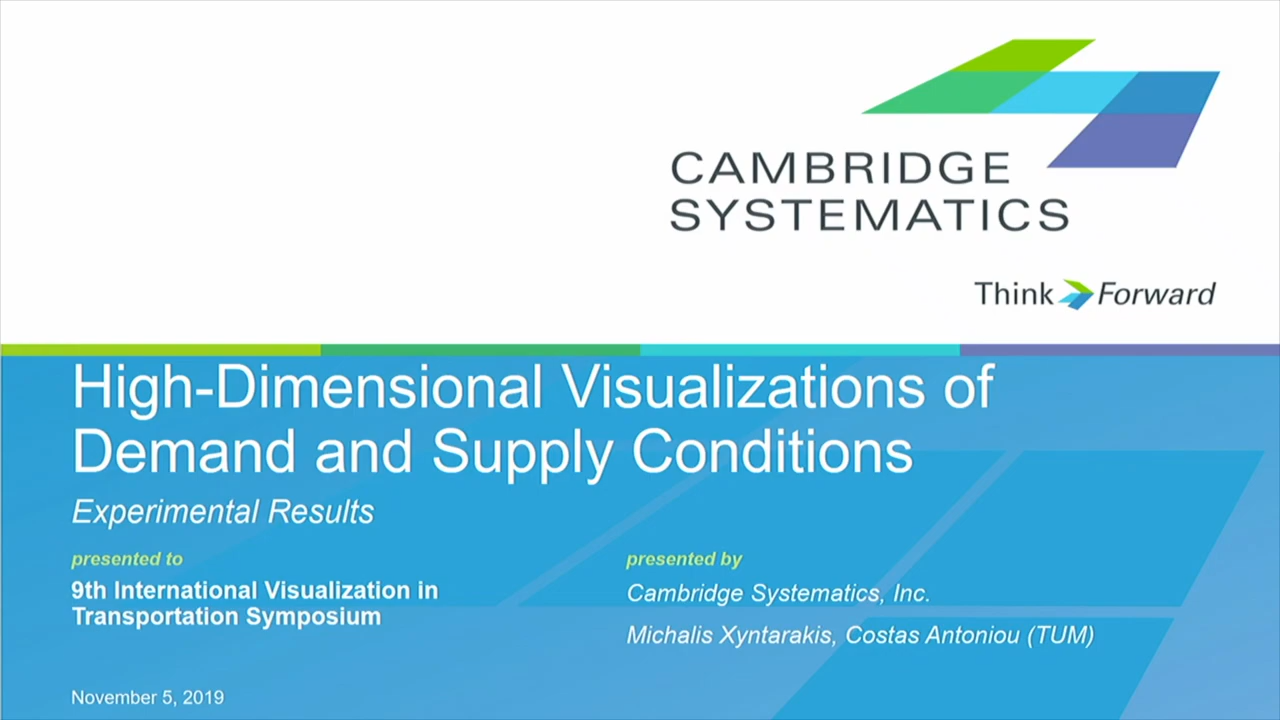 CAMBRIDGE
SYSTEMATICS
Think Forward
High-Dimensional Visualizations of
Demand and Supply Conditions
Experimental Results
presented to
9th International Visualization in
Transportation Symposium
presented by
Cambridge Systematics, Inc.
Michalis Xyntarakis, Costas Antoniou (TUM)
November 5, 2019